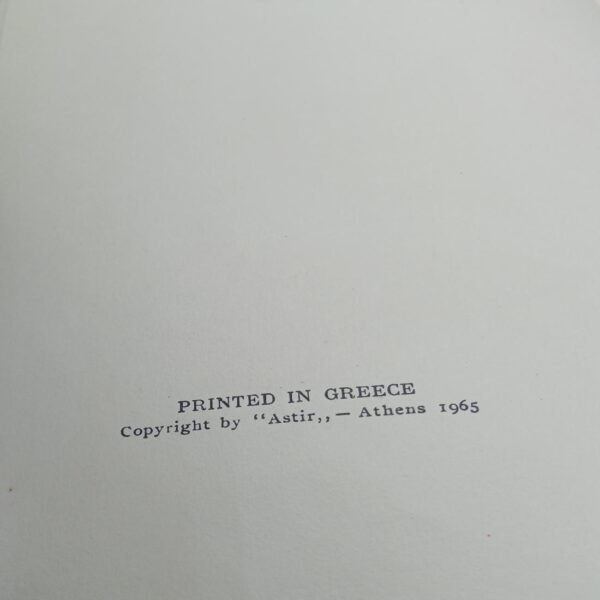 PRINTED IN GREECE
Copyright by “Astir,, — Athens 1965